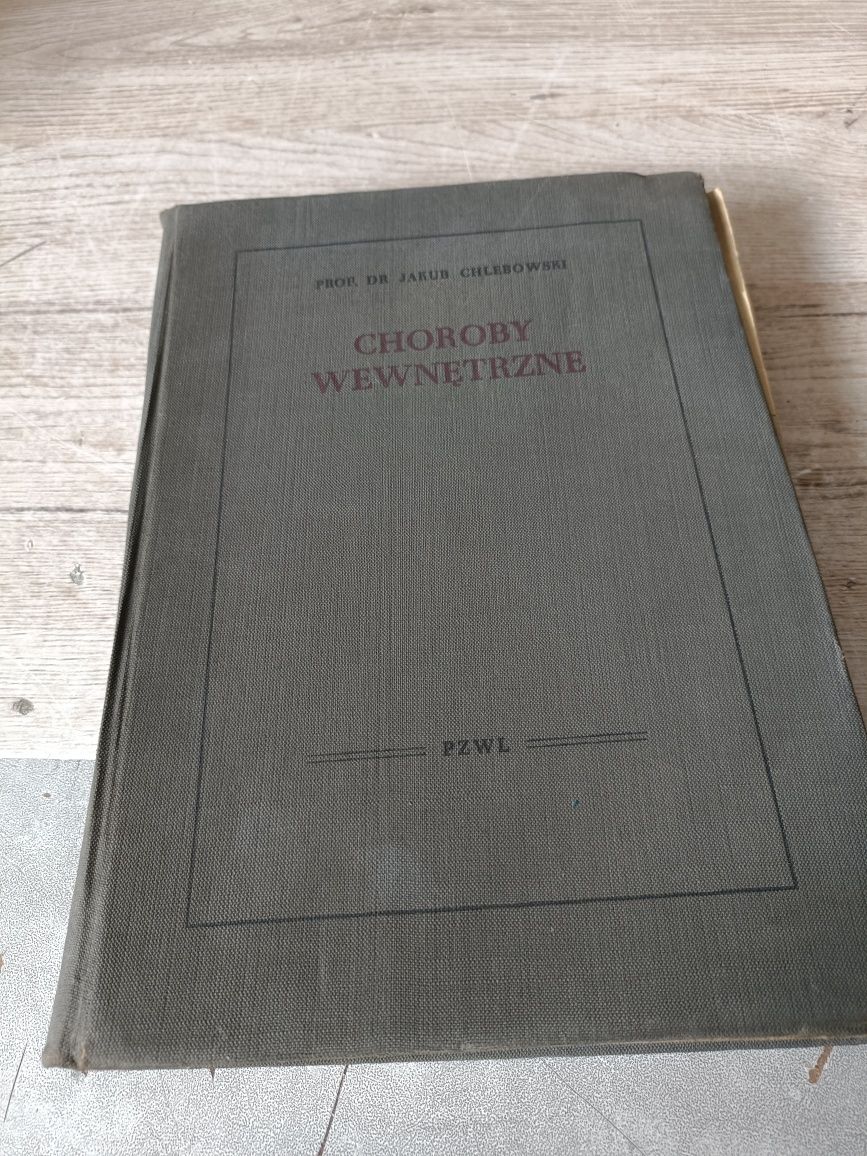 PROF. DR JAKUB CHLEBOWSKI
CHOROBY
WEWNĘTRZNE
PZWL